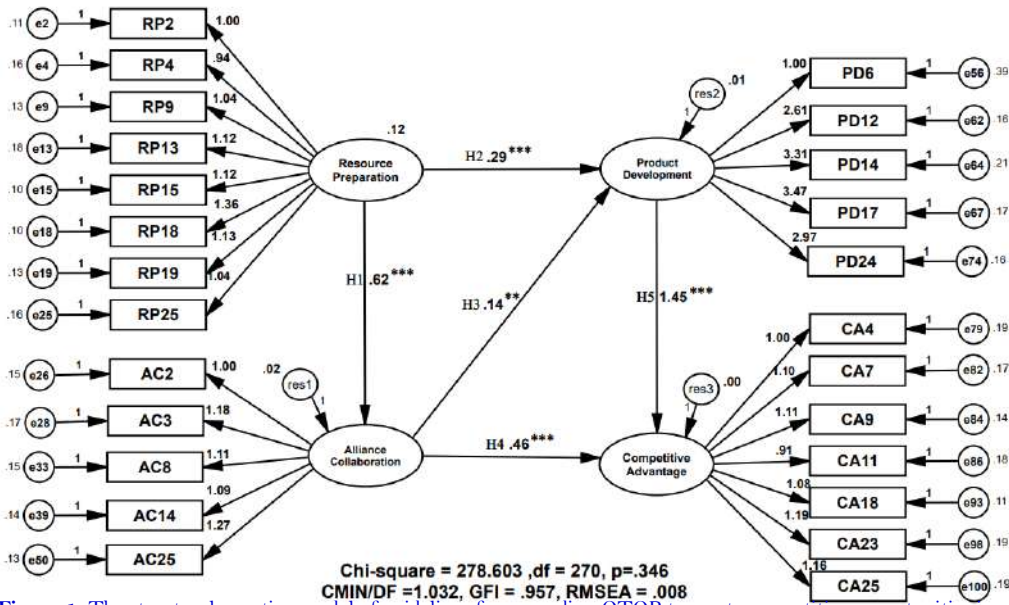 .11 e2 1 RP2 1.00
.16 e4 1 RP4 .94
.13 e9 1 RP9 1.04
.18 e13 1 RP13 1.12
.10 e15 1 RP15 1.12
.10 e18 1 RP18 1.36
.13 e19 1 RP19 1.13
.16 e25 1 RP25 1.04
.12
Resource
Preparation
H2 .29***
res2 .01
1
Product
Development
1.00 PD6 1 e56 .39
2.61 PD12 1 e62 .16
3.31 PD14 1 e64 .21
3.47 PD17 1 e67 .17
2.97 PD24 1 e74 .16
H1 .62***
H3 .14**
H5 1.45***
.15 e26 1 AC2 1.00
.17 e28 1 AC3 1.18
.15 e33 1 AC8 1.11
.14 e39 1 AC14 1.09
.13 e50 1 AC25 1.27
.02
res1
1
Alliance
Collaboration
H4 .46***
res3 .00
1
Competitive
Advantage
1.00 CA4 1 e79 .19
1.10 CA7 1 e82 .17
1.11 CA9 1 e84 .14
.91 CA11 1 e86 .18
1.08 CA18 1 e93 .11
1.19 CA23 1 e98 .19
1.16 CA25 1 e100 .19
Chi-square = 278.603 ,df = 270, p=.346
CMIN/DF =1.032, GFI = .957, RMSEA = .008